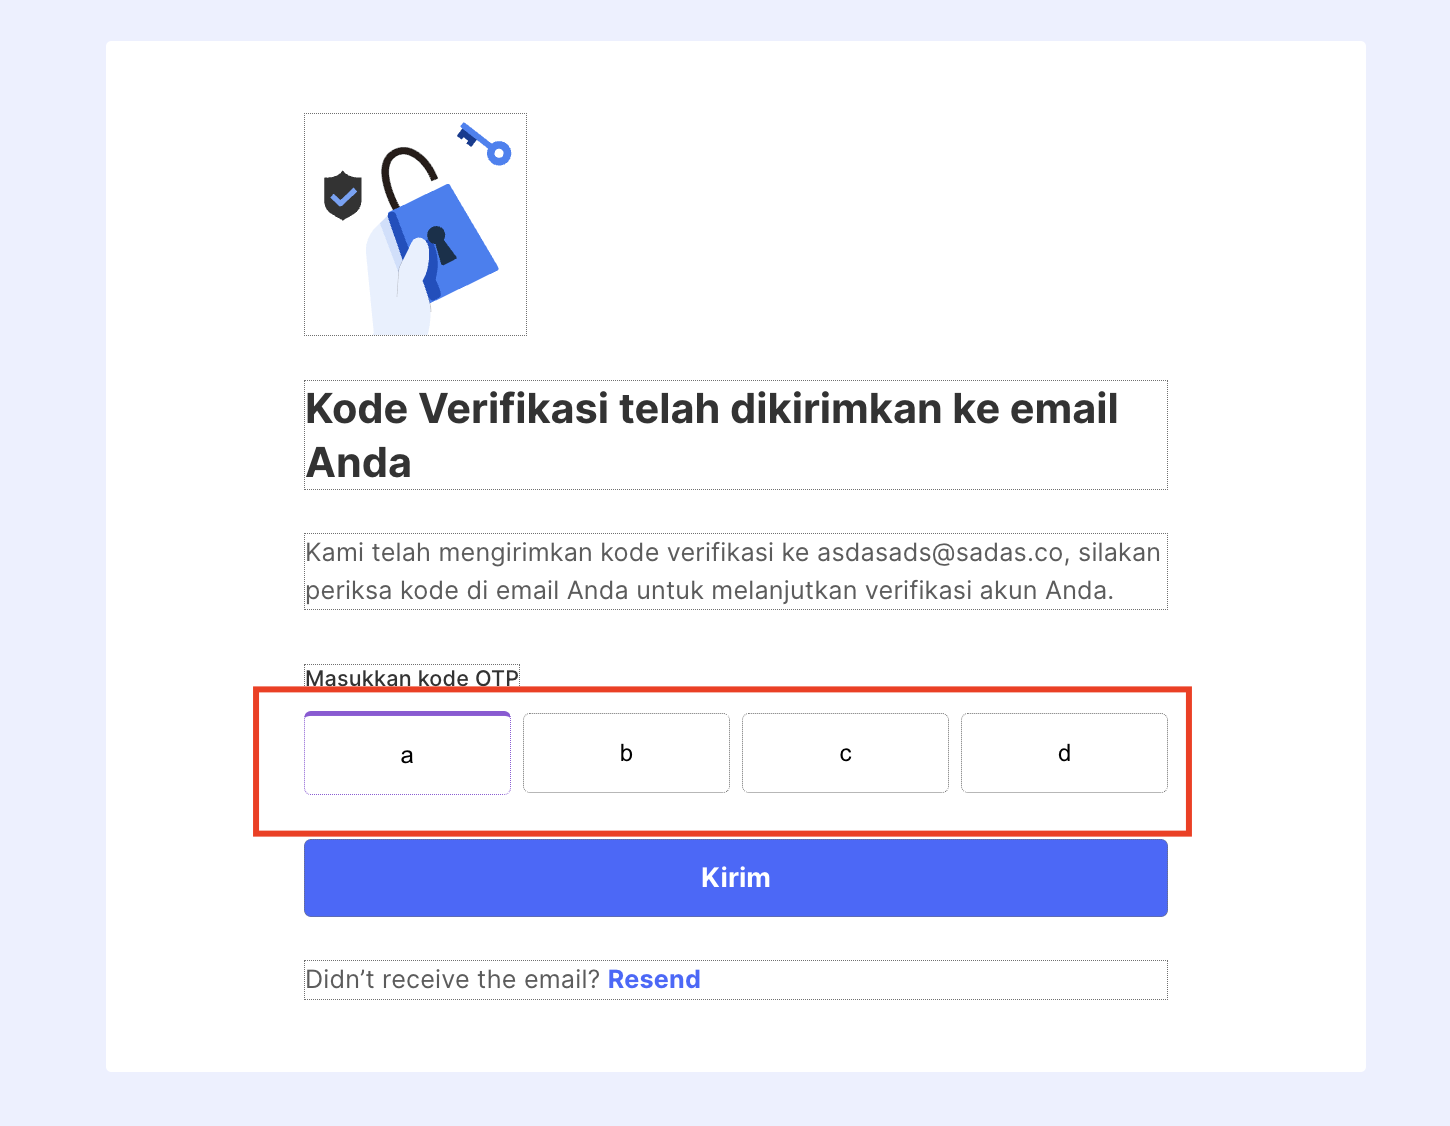 Kode Verifikasi telah dikirimkan ke email
Anda
Kami telah mengirimkan kode verifikasi ke asdasads@sadas.co, silakan
periksa kode di email Anda untuk melanjutkan verifikasi akun Anda.
Masukkan kode OTP
a b c d
Kirim
Didn’t receive the email? Resend